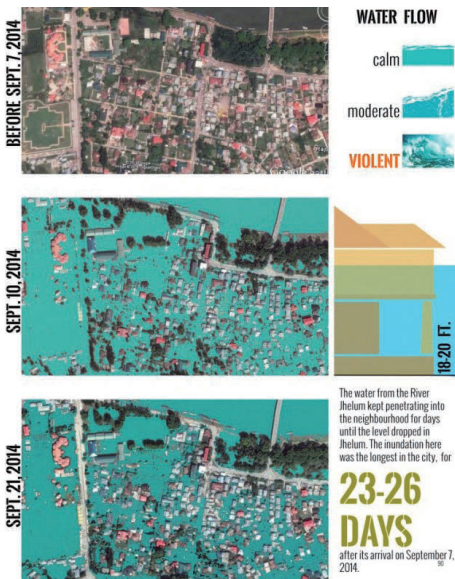 BEFORE SEPT. 7, 2014
WATER FLOW
calm
moderate
VIOLENT
SEPT. 10, 2014
18-20 FT.
SEPT. 21, 2014
The water from the River
Jhelum kept penetrating into
the neighbourhood for days
until the level dropped in
Jhelum. The inundation here
was the longest in the city, for
23-26
DAYS
after its arrival on September 7,
2014.
90